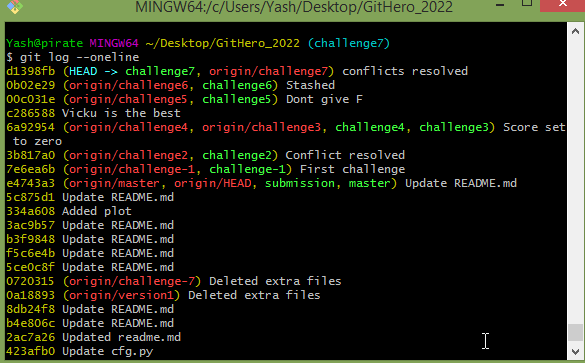 MINGW64:/c/Users/Yash/Desktop/GitHero_2022
Yash@pirate MINGW64 ~/Desktop/GitHero_2022 (challenge7)
$ git log --oneline
d1398fb (HEAD -> challenge7, origin/challenge7) conflicts resolved
0b02e29 (origin/challenge6, challenge6) Stashed
00c031e (origin/challenge5, challenge5) Dont give F
c286588 Vicku is the best
6a92954 (origin/challenge4, origin/challenge3, challenge4, challenge3) Score set
to zero
3b817a0 (origin/challenge2, challenge2) Conflict resolved
7e6ea6b (origin/challenge-1, challenge-1) First challenge
e4743a3 (origin/master, origin/HEAD, submission, master) Update README.md
5c875d1 Update README.md
334a608 Added plot
3ac9b57 Update README.md
b3f9848 Update README.md
f5c6e4b Update README.md
5ce0c8f Update README.md
0720315 (origin/challenge-7) Deleted extra files
0a18893 (origin/version1) Deleted extra files
8db24f8 Update README.md
b4e806c Update README.md
2ac7a26 Updated readme.md
423afb0 Update cfg.py